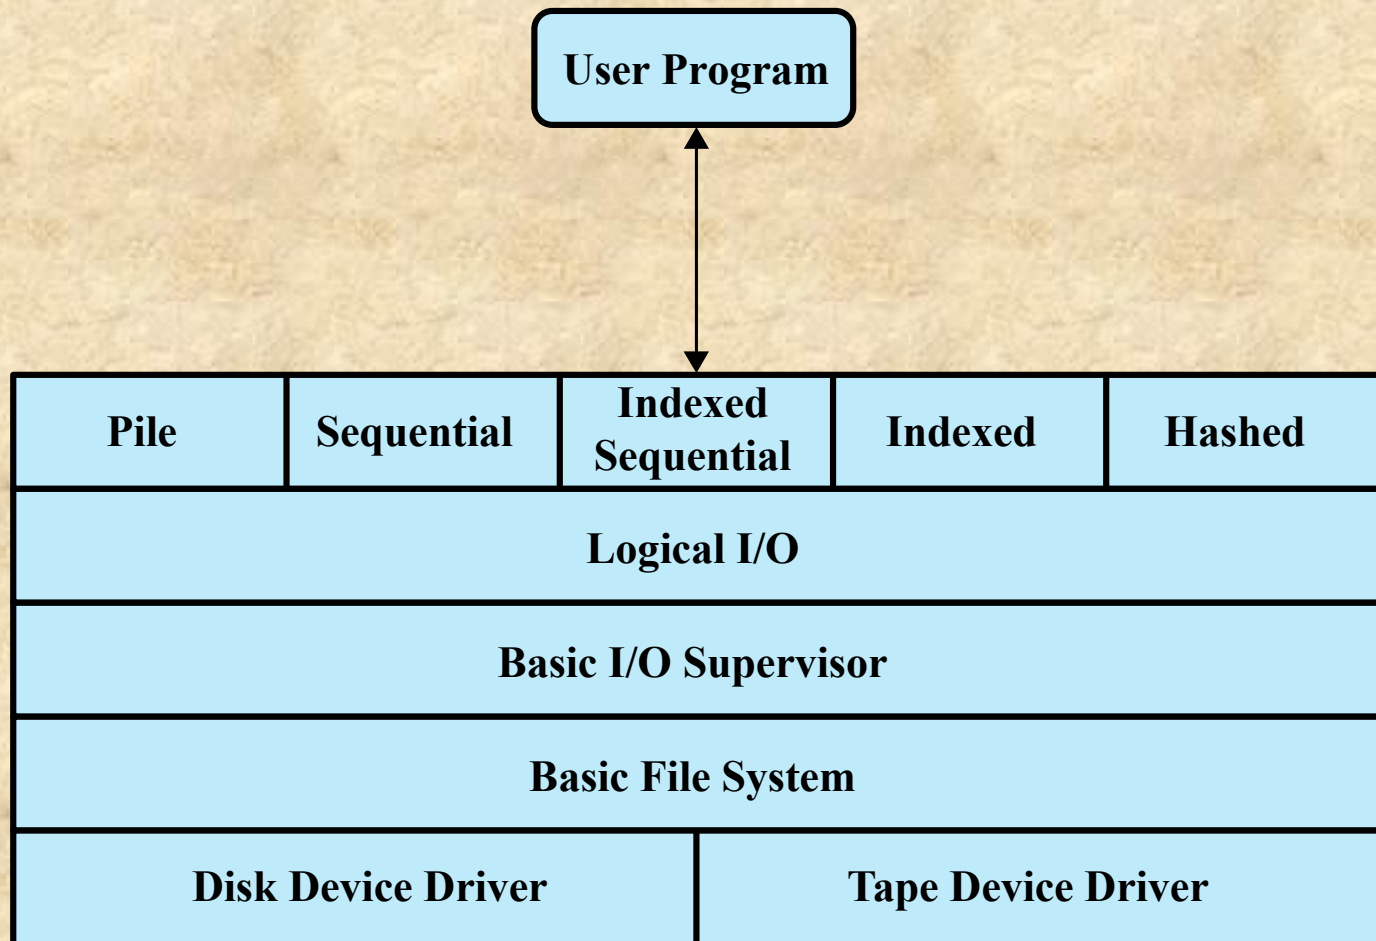 User Program
Pile
Sequential
Indexed
Sequential
Indexed
Hashed
Logical I/O
Basic I/O Supervisor
Basic File System
Disk Device Driver
Tape Device Driver